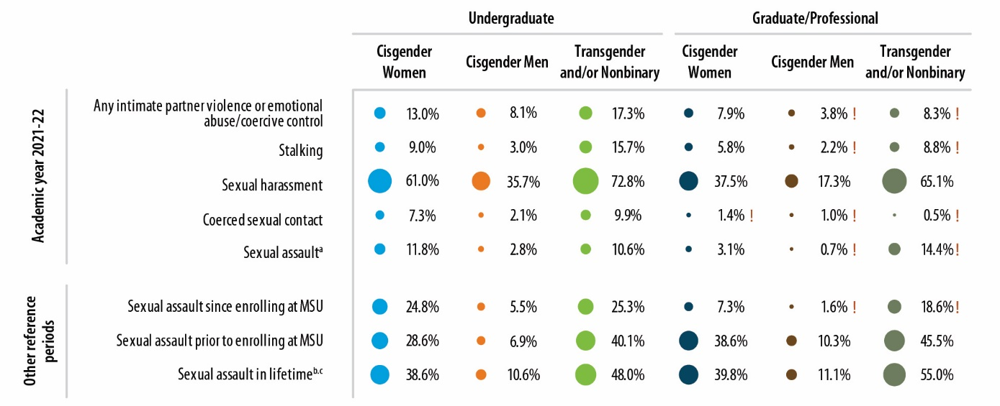 Undergraduate Graduate/Professional
Cisgender Women Cisgender Men Transgender and/or Nonbinary Cisgender Women Cisgender Men Transgender and/or Nonbinary
Academic year 2021-22
Any intimate partner violence or emotional
abuse/coercive control 13.0% 8.1% 17.3% 7.9% 3.8% ! 8.3% !
Stalking 9.0% 3.0% 15.7% 5.8% 2.2% ! 8.8% !
Sexual harassment 61.0% 35.7% 72.8% 37.5% 17.3% 65.1%
Coerced sexual contact 7.3% 2.1% 9.9% 1.4% ! 1.0% ! 0.5% !
Sexual assaultᵃ 11.8% 2.8% 10.6% 3.1% 0.7% ! 14.4% !
Other reference
periods
Sexual assault since enrolling at MSU 24.8% 5.5% 25.3% 7.3% 1.6% ! 18.6% !
Sexual assault prior to enrolling at MSU 28.6% 6.9% 40.1% 38.6% 10.3% 45.5%
Sexual assault in lifetimeᵇ·ᶜ 38.6% 10.6% 48.0% 39.8% 11.1% 55.0%